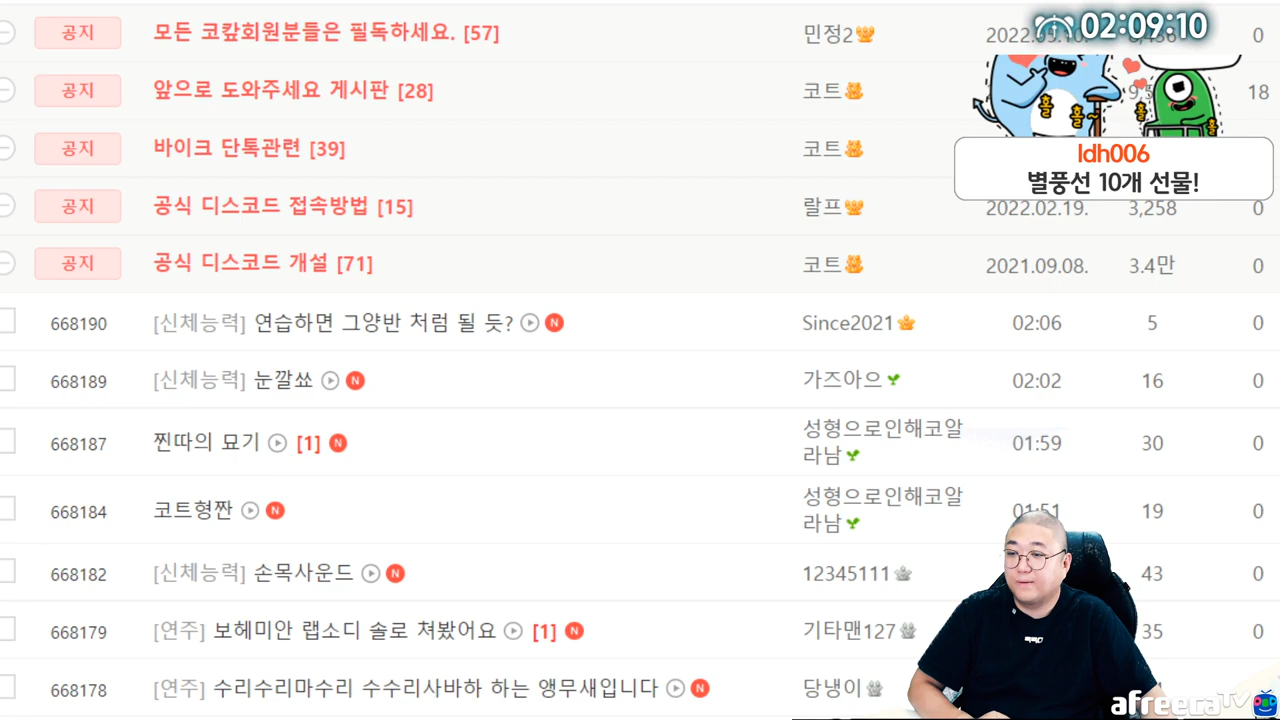 공지 모든 코캎회원분들은 필독하세요. [57] 민정2 0
02:09:10
공지 앞으로 도와주세요 게시판 [28] 코트 18
홀 홀~ 홀 홀
공지 바이크 단톡관련 [39] 코트
ldh006
별풍선 10개 선물!
공지 공식 디스코드 접속방법 [15] 랄프 2022.02.19. 3,258 0
공지 공식 디스코드 개설 [71] 코트 2021.09.08. 3.4만 0
668190 [신체능력] 연습하면 그양반 처럼 될 듯? N Since2021 02:06 5 0
668189 [신체능력] 눈깔쑈 N 가즈아으 02:02 16 0
668187 찐따의 묘기 [1] N 성형으로인해코알라남 01:59 30 0
668184 코트형짠 N 성형으로인해코알라남 01:51 19 0
668182 [신체능력] 손목사운드 N 12345111 43 0
668179 [연주] 보헤미안 랩소디 솔로 쳐봤어요 [1] N 기타맨127 35 0
668178 [연주] 수리수리마수리 수수리사바하 하는 앵무새입니다 N 당냉이
afreecaTV